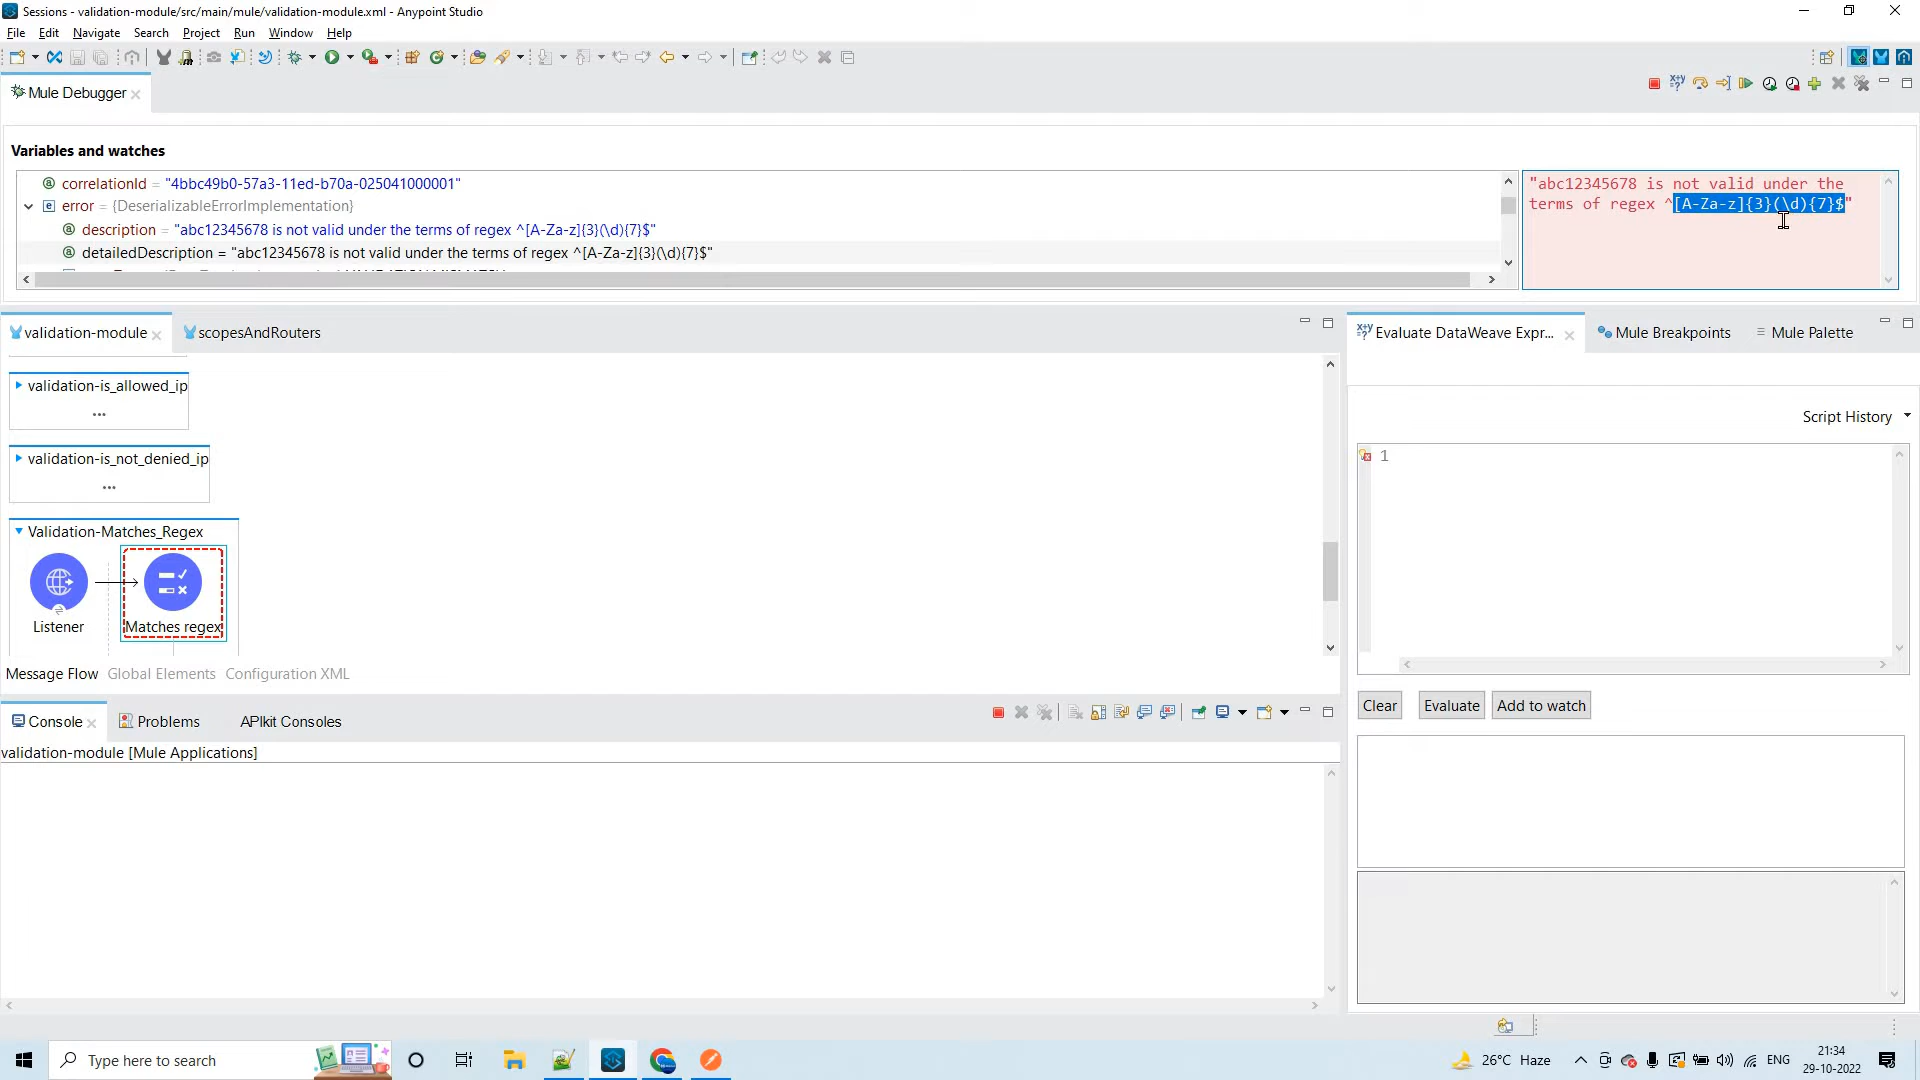 Sessions - validation-module/src/main/mule/validation-module.xml - Anypoint Studio
File Edit Navigate Search Project Run Window Help
Mule Debugger
Variables and watches
correlationId = "4bbc49b0-57a3-11ed-b70a-025041000001"
error = {DeserializableErrorImplementation}
description = "abc12345678 is not valid under the terms of regex ^[A-Za-z]{3}(\d){7}$"
detailedDescription = "abc12345678 is not valid under the terms of regex ^[A-Za-z]{3}(\d){7}$"
"abc12345678 is not valid under the
terms of regex ^[A-Za-z]{3}(\d){7}$"
validation-module scopesAndRouters
Evaluate DataWeave Expr... Mule Breakpoints Mule Palette
validation-is_allowed_ip
...
validation-is_not_denied_ip
...
Validation-Matches_Regex
Listener Matches regex
Script History
1
Message Flow Global Elements Configuration XML
Clear Evaluate Add to watch
Console Problems APIkit Consoles
validation-module [Mule Applications]
Type here to search
26°C Haze
ENG
21:34
29-10-2022